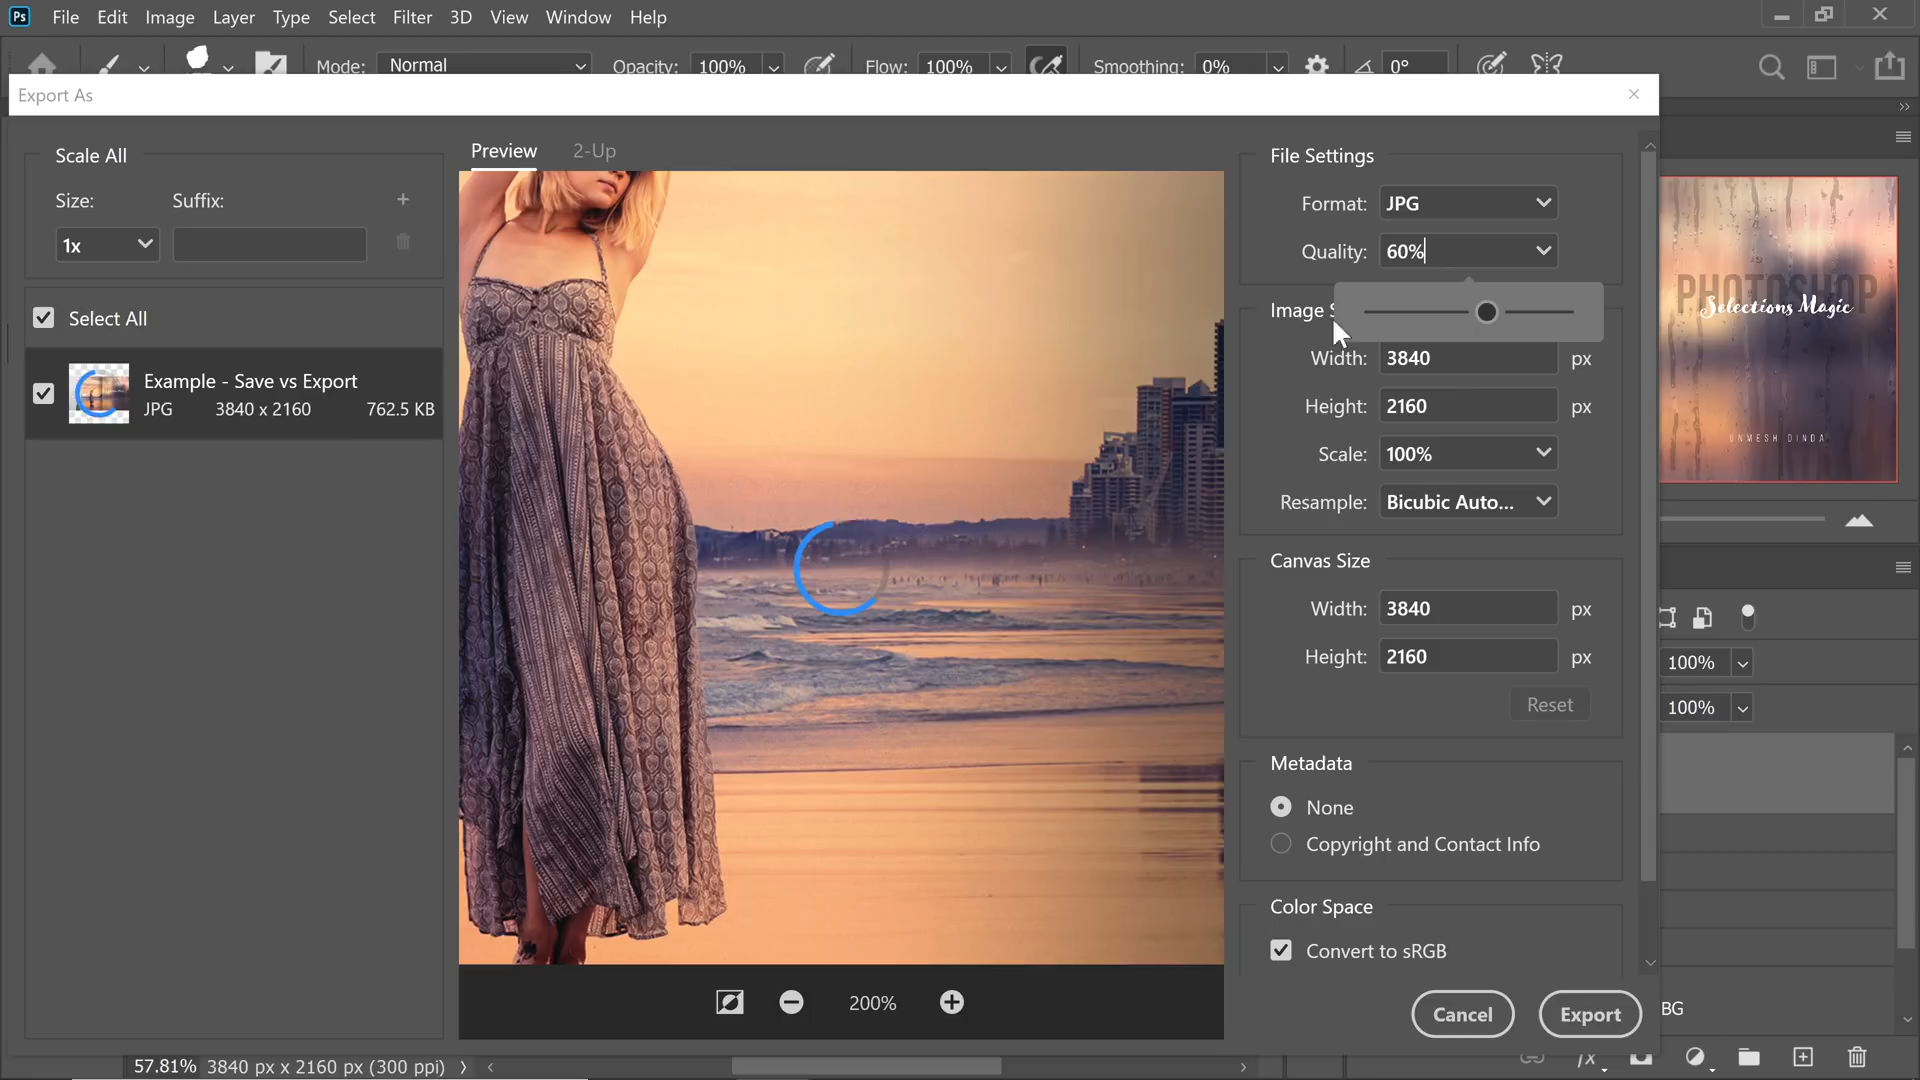 Ps File Edit Image Layer Type Select Filter 3D View Window Help
Mode: Normal Opacity: 100% Flow: 100% Smoothing: 0% 0°
Export As
Scale All
Size: Suffix:
1x
Select All
Example - Save vs Export
JPG 3840 x 2160 762.5 KB
Preview 2-Up
200%
File Settings
Format: JPG
Quality: 60%
Image S
Width: 3840 px
Height: 2160 px
Scale: 100%
Resample: Bicubic Auto...
Canvas Size
Width: 3840 px
Height: 2160 px
Reset
Metadata
None
Copyright and Contact Info
Color Space
Convert to sRGB
Cancel Export
PHOTOSHOP
Selections Magic
UNMESH DINDA
100%
100%
BG
fx
57.81% 3840 px x 2160 px (300 ppi)